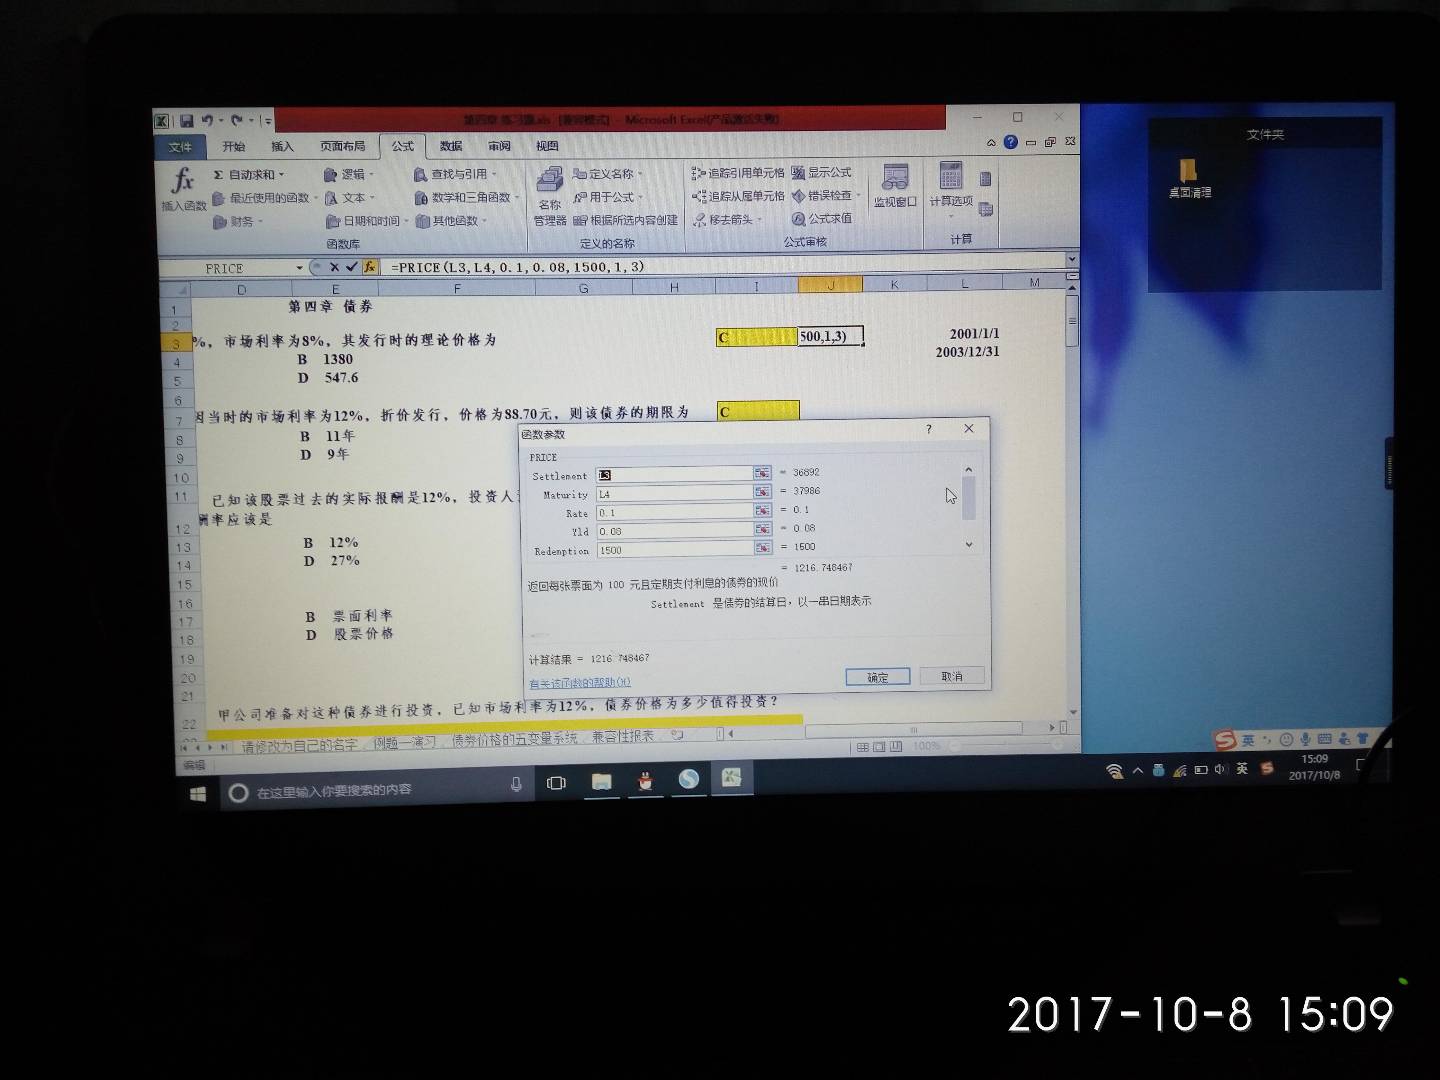 第四章 练习题.xls [兼容模式] - Microsoft Excel(产品激活失败)
文件 开始 插入 页面布局 公式 数据 审阅 视图
Σ 自动求和 逻辑 查找与引用 定义名称 追踪引用单元格 显示公式
fx 插入函数 最近使用的函数 文本 数学和三角函数 名称管理器 用于公式 追踪从属单元格 错误检查 监视窗口 计算选项
财务 日期和时间 其他函数 根据所选内容创建 移去箭头 公式求值
函数库 定义的名称 公式审核 计算
PRICE fx =PRICE(L3,L4,0.1,0.08,1500,1,3)
D E F G H I J K L M
1 第四章 债券
2
3 %，市场利率为8%，其发行时的理论价格为 C 500,1,3) 2001/1/1
4 B 1380 2003/12/31
5 D 547.6
6
7 因当时的市场利率为12%，折价发行，价格为88.70元，则该债券的期限为 C
8 B 11年
9 D 9年
10
11 已知该股票过去的实际报酬是12%，投资人
12 酬率应该是
13 B 12%
14 D 27%
15
16
17 B 票面利率
18 D 股票价格
19
20
21
22 甲公司准备对这种债券进行投资，已知市场利率为12%，债券价格为多少值得投资？
函数参数 ?
PRICE
Settlement L3 = 36892
Maturity L4 = 37986
Rate 0.1 = 0.1
Yld 0.08 = 0.08
Redemption 1500 = 1500
= 1216.748467
返回每张票面为 100 元且定期支付利息的债券的现价
Settlement 是债券的结算日，以一串日期表示
计算结果 = 1216.748467
有关该函数的帮助(H)
确定 取消
请修改为自己的名字 例题—演习 债券价格的五变量系统 兼容性报表
编辑 100%
在这里输入你要搜索的内容
文件夹
桌面清理
英
英
15:09
2017/10/8
2017-10-8 15:09